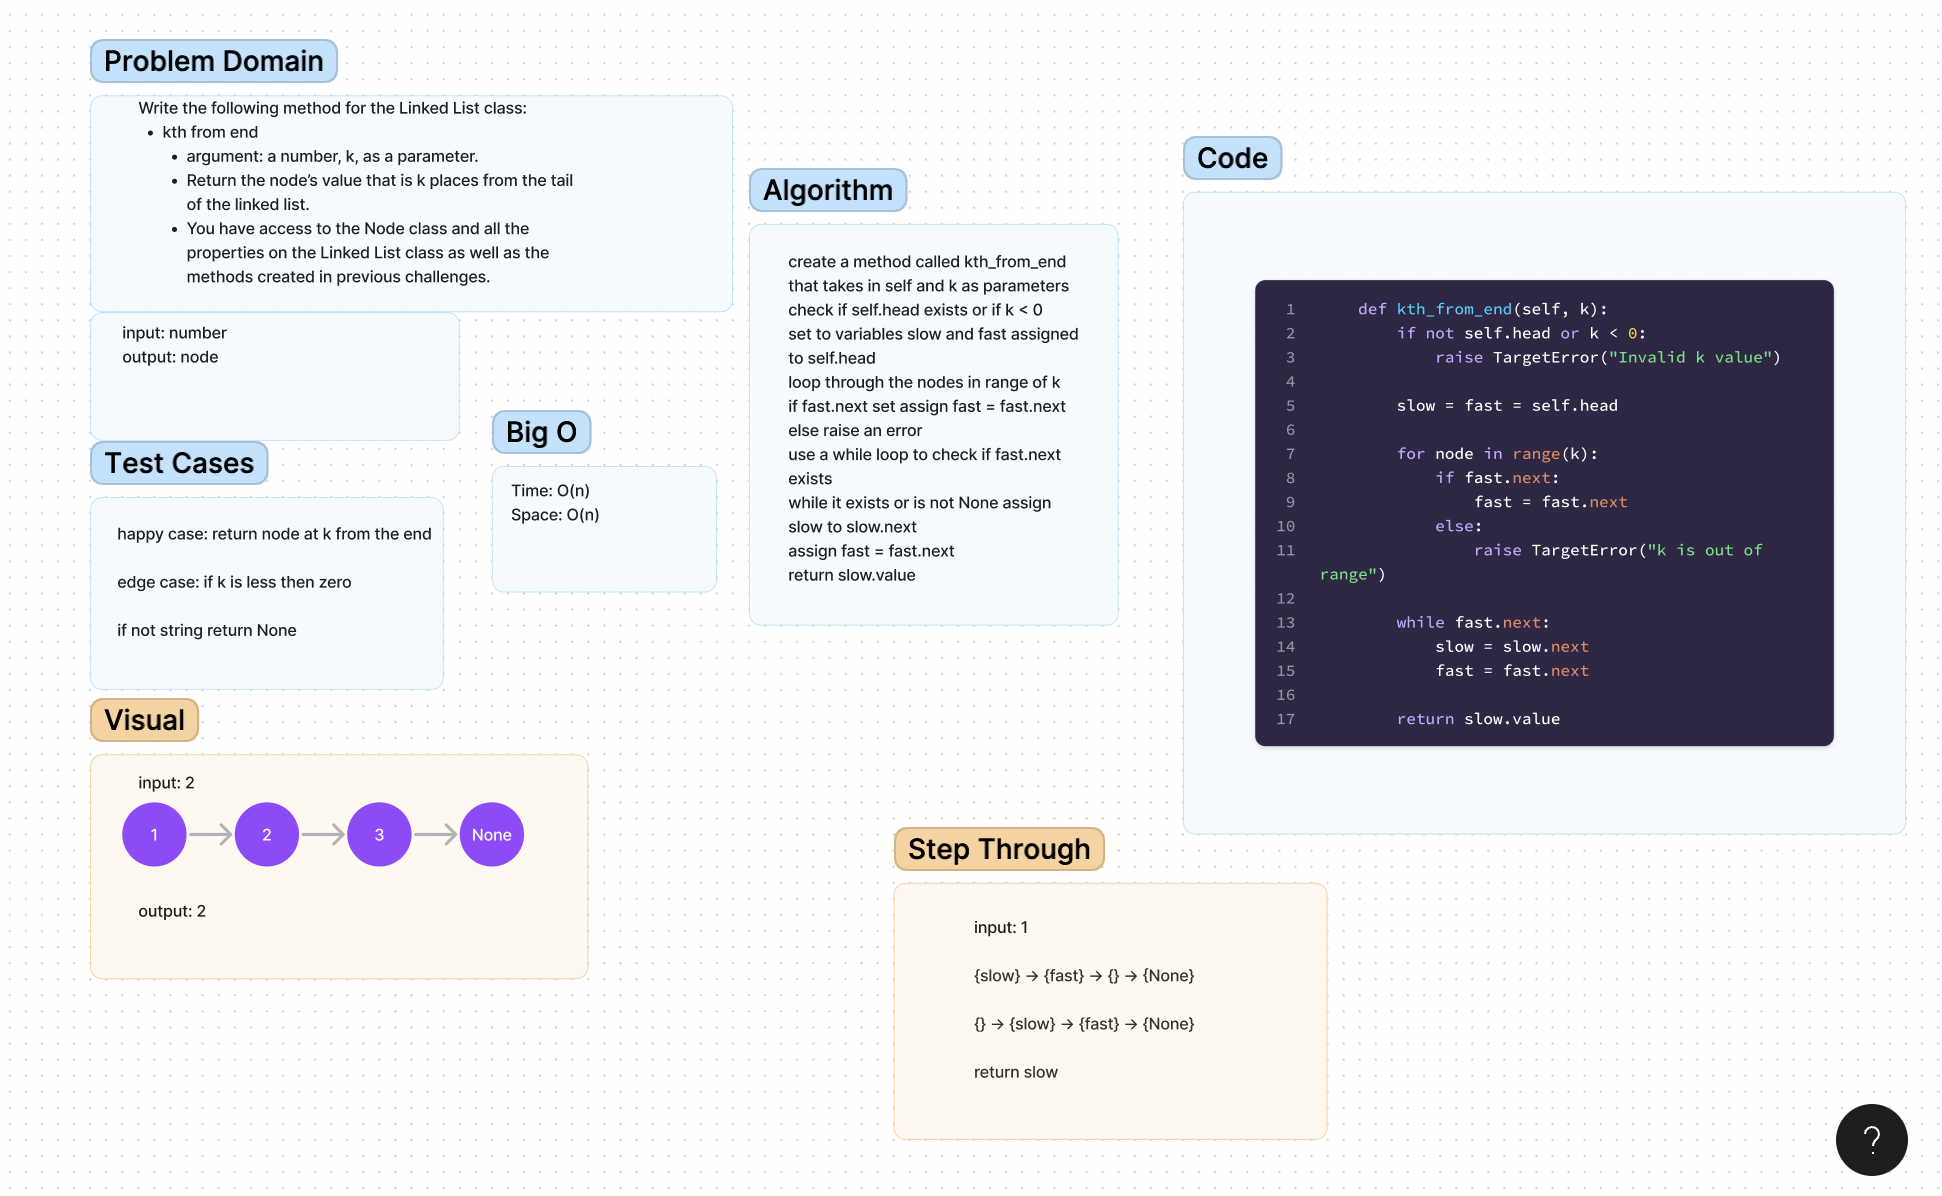 Problem Domain
Write the following method for the Linked List class:
• kth from end
• argument: a number, k, as a parameter.
• Return the node’s value that is k places from the tail
of the linked list.
• You have access to the Node class and all the
properties on the Linked List class as well as the
methods created in previous challenges.
input: number
output: node
Test Cases
happy case: return node at k from the end
edge case: if k is less then zero
if not string return None
Big O
Time: O(n)
Space: O(n)
Algorithm
create a method called kth_from_end
that takes in self and k as parameters
check if self.head exists or if k < 0
set to variables slow and fast assigned
to self.head
loop through the nodes in range of k
if fast.next set assign fast = fast.next
else raise an error
use a while loop to check if fast.next
exists
while it exists or is not None assign
slow to slow.next
assign fast = fast.next
return slow.value
Code
1 def kth_from_end(self, k):
2 if not self.head or k < 0:
3 raise TargetError("Invalid k value")
4
5 slow = fast = self.head
6
7 for node in range(k):
8 if fast.next:
9 fast = fast.next
10 else:
11 raise TargetError("k is out of
range")
12
13 while fast.next:
14 slow = slow.next
15 fast = fast.next
16
17 return slow.value
Visual
input: 2
1 2 3 None
output: 2
Step Through
input: 1
{slow} → {fast} → {} → {None}
{} → {slow} → {fast} → {None}
return slow
?